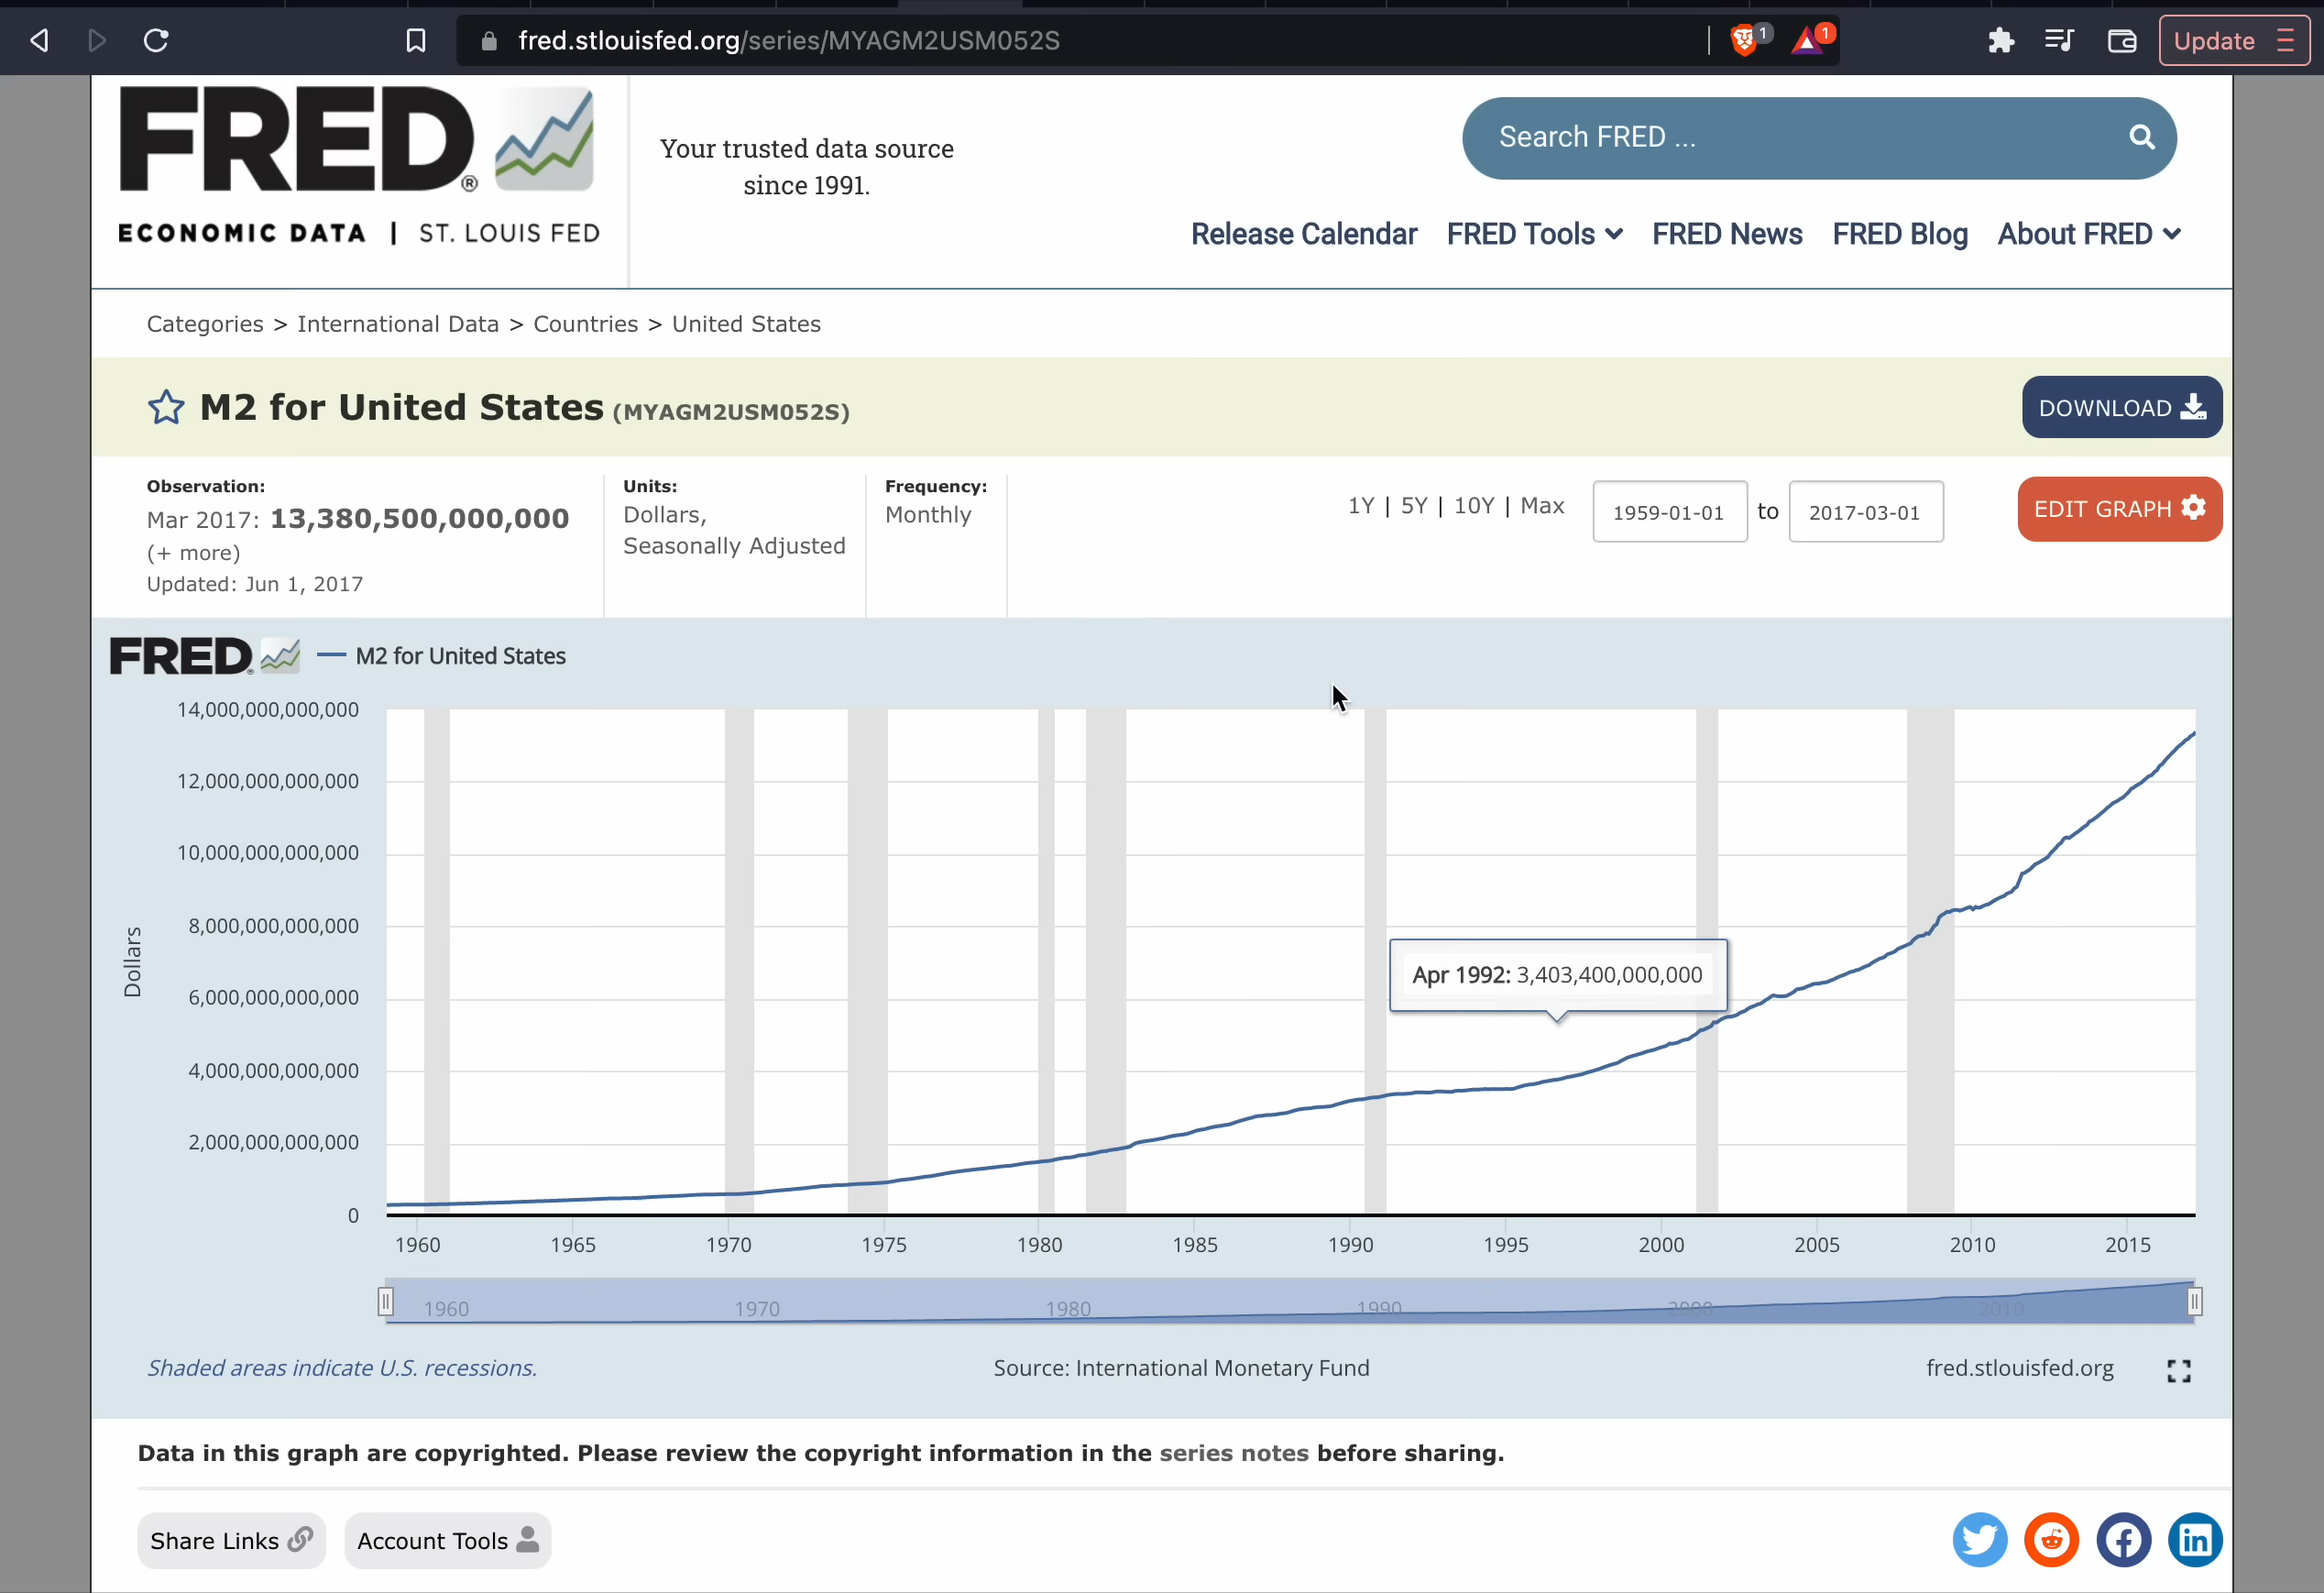 fred.stlouisfed.org/series/MYAGM2USM052S
1
1
Update
FRED®
ECONOMIC DATA | ST. LOUIS FED
Your trusted data source
since 1991.
Search FRED ...
Release Calendar FRED Tools FRED News FRED Blog About FRED
Categories > International Data > Countries > United States
M2 for United States (MYAGM2USM052S)
DOWNLOAD
Observation:
Mar 2017: 13,380,500,000,000
(+ more)
Updated: Jun 1, 2017
Units:
Dollars,
Seasonally Adjusted
Frequency:
Monthly
1Y | 5Y | 10Y | Max
1959-01-01 to 2017-03-01
EDIT GRAPH
FRED® M2 for United States
14,000,000,000,000
12,000,000,000,000
10,000,000,000,000
8,000,000,000,000
6,000,000,000,000
4,000,000,000,000
2,000,000,000,000
0
Dollars
Apr 1992: 3,403,400,000,000
1960 1965 1970 1975 1980 1985 1990 1995 2000 2005 2010 2015
1960 1970 1980 1990 2000 2010
Shaded areas indicate U.S. recessions. Source: International Monetary Fund fred.stlouisfed.org
Data in this graph are copyrighted. Please review the copyright information in the series notes before sharing.
Share Links Account Tools